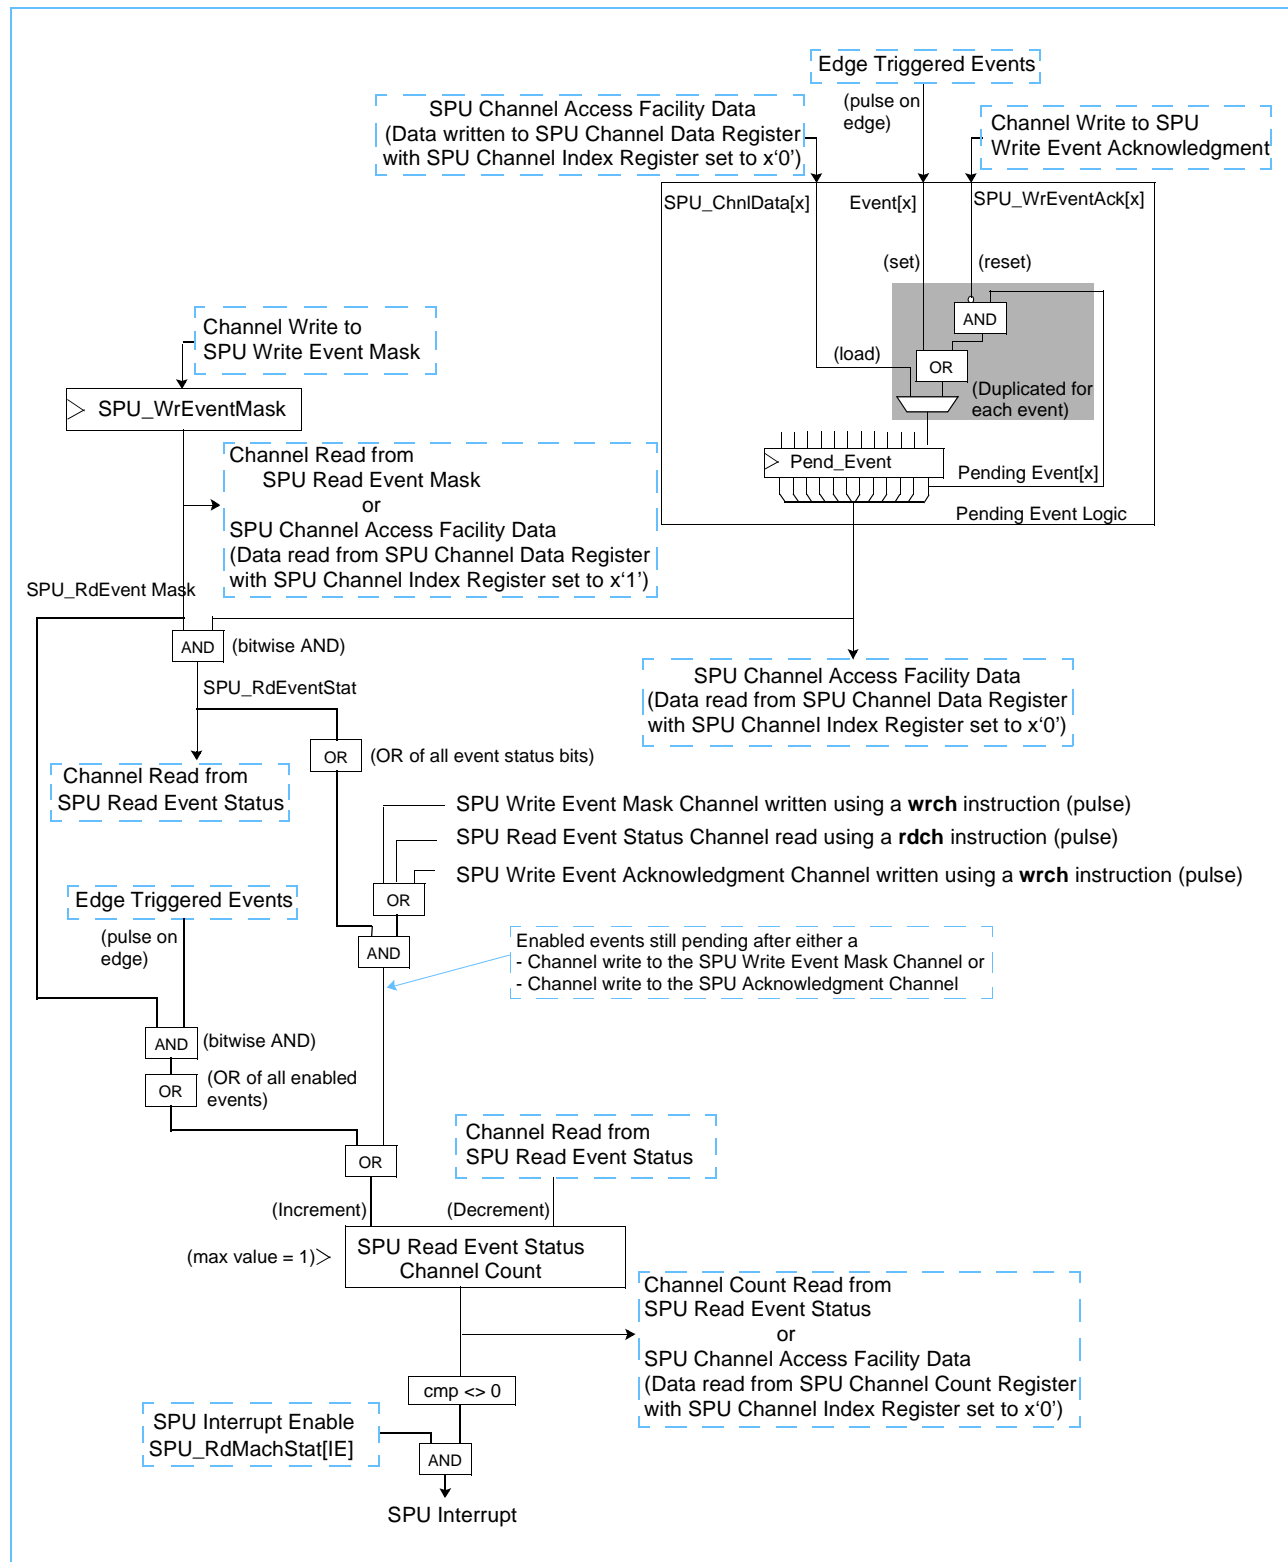 Edge Triggered Events
SPU Channel Access Facility Data
(Data written to SPU Channel Data Register
with SPU Channel Index Register set to x‘0’)
(pulse on
edge)
Channel Write to SPU
Write Event Acknowledgment
SPU_ChnlData[x]
Event[x]
SPU_WrEventAck[x]
(set)
(reset)
AND
(load)
OR
(Duplicated for
each event)
Pend_Event
Pending Event[x]
Pending Event Logic
Channel Write to
SPU Write Event Mask
SPU_WrEventMask
Channel Read from
SPU Read Event Mask
or
SPU Channel Access Facility Data
(Data read from SPU Channel Data Register
with SPU Channel Index Register set to x‘1’)
SPU_RdEvent Mask
AND
(bitwise AND)
SPU_RdEventStat
SPU Channel Access Facility Data
(Data read from SPU Channel Data Register
with SPU Channel Index Register set to x‘0’)
OR
(OR of all event status bits)
Channel Read from
SPU Read Event Status
SPU Write Event Mask Channel written using a wrch instruction (pulse)
SPU Read Event Status Channel read using a rdch instruction (pulse)
SPU Write Event Acknowledgment Channel written using a wrch instruction (pulse)
OR
Edge Triggered Events
(pulse on
edge)
AND
Enabled events still pending after either a
- Channel write to the SPU Write Event Mask Channel or
- Channel write to the SPU Acknowledgment Channel
AND
(bitwise AND)
OR
(OR of all enabled
events)
Channel Read from
SPU Read Event Status
OR
(Increment)
(Decrement)
(max value = 1)
SPU Read Event Status
Channel Count
Channel Count Read from
SPU Read Event Status
or
SPU Channel Access Facility Data
(Data read from SPU Channel Count Register
with SPU Channel Index Register set to x‘0’)
cmp <> 0
SPU Interrupt Enable
SPU_RdMachStat[IE]
AND
SPU Interrupt